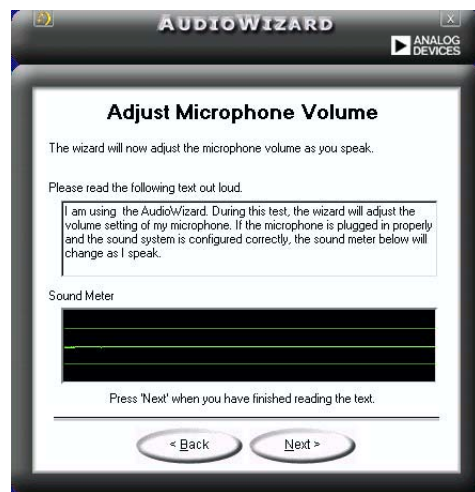 AUDIOWIZARD
X
ANALOG
DEVICES
Adjust Microphone Volume
The wizard will now adjust the microphone volume as you speak.
Please read the following text out loud.
I am using the AudioWizard. During this test, the wizard will adjust the
volume setting of my microphone. If the microphone is plugged in properly
and the sound system is configured correctly, the sound meter below will
change as I speak.
Sound Meter
Press 'Next' when you have finished reading the text.
< Back
Next >